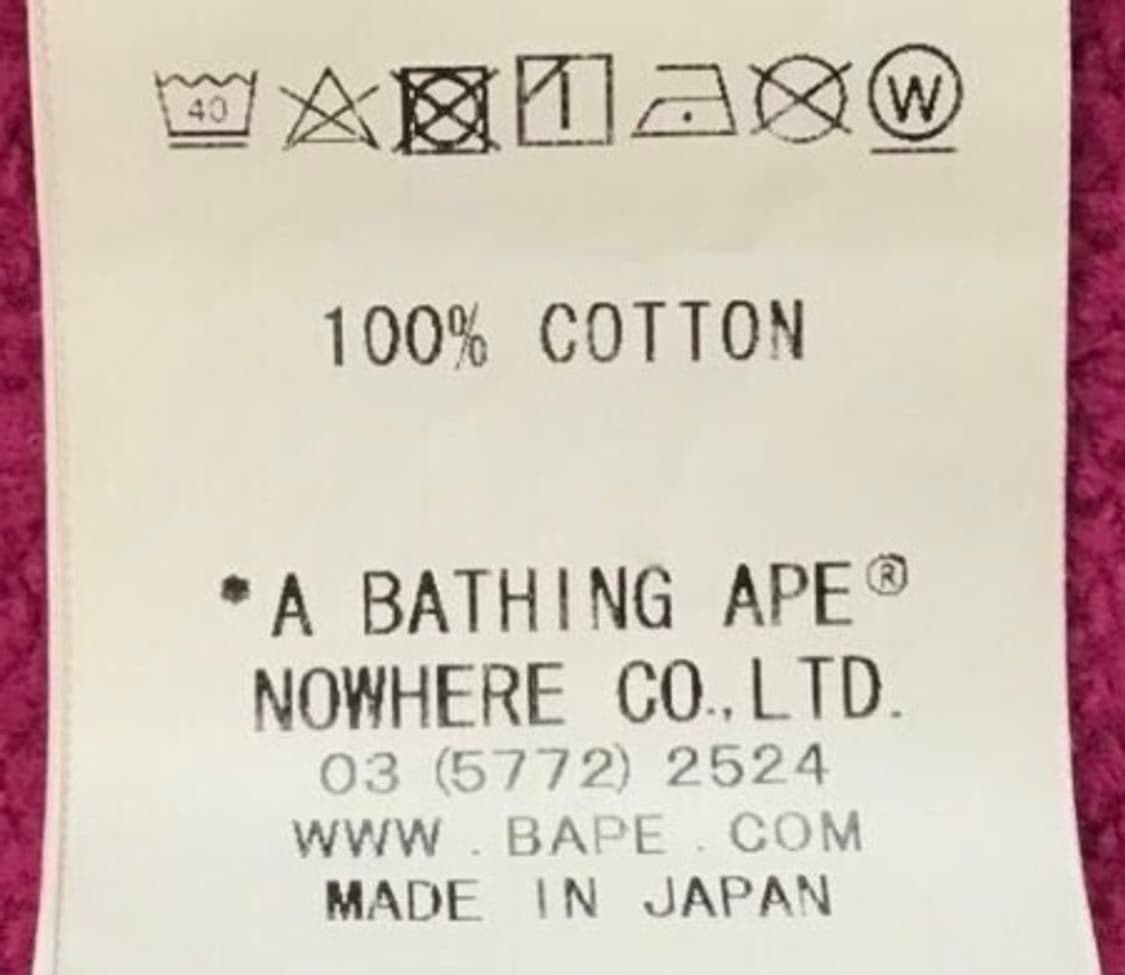 40 W
100% COTTON
*A BATHING APE®
NOWHERE CO.,LTD.
03 (5772) 2524
WWW . BAPE . COM
MADE IN JAPAN